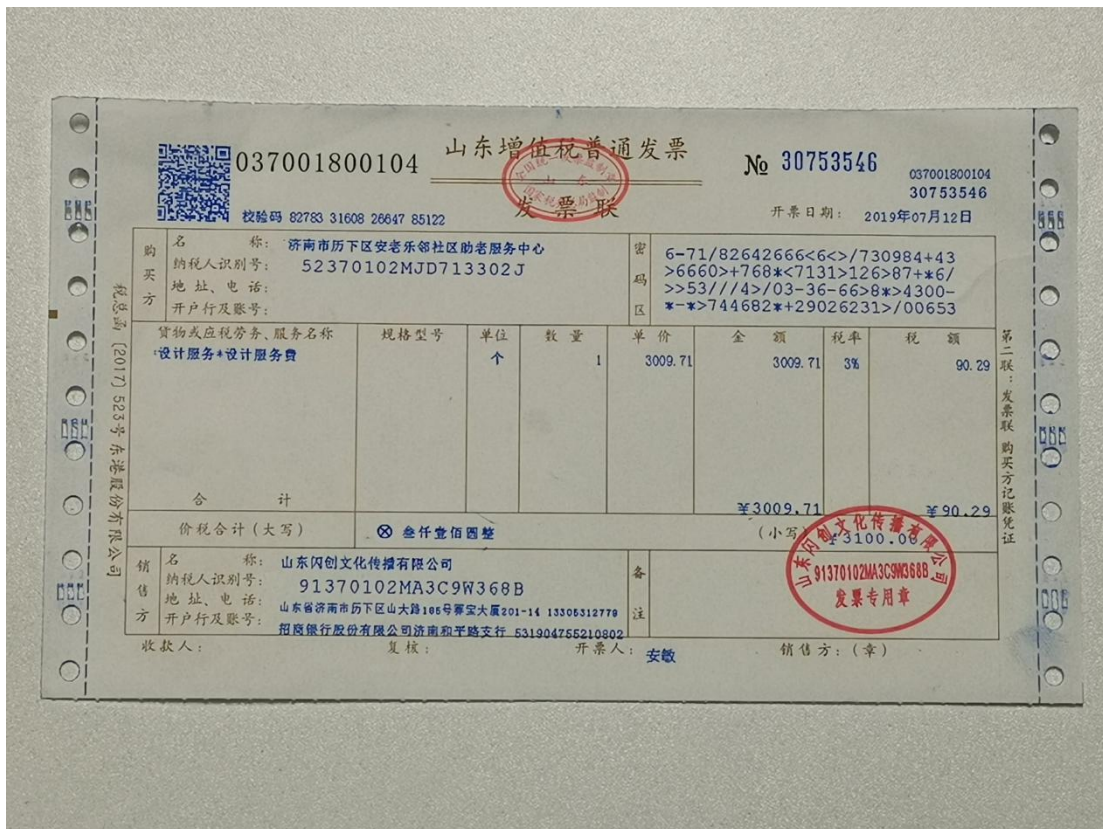 037001800104
山东增值税普通发票
№ 30753546
037001800104
30753546
发票联
校验码 82783 31608 26647 85122
开票日期: 2019年07月12日
购买方
名 称: 济南市历下区安老乐邻社区助老服务中心
纳税人识别号: 52370102MJD713302J
地址、电话:
开户行及账号:
密码区
6-71/82642666<6<>/730984+43
>6660>+768*<7131>126>87+*6/
>>53///4>/03-36-66>8*>4300-
*-*>744682*+29026231>/00653
货物或应税劳务、服务名称 规格型号 单位 数量 单价 金额 税率 税额
*设计服务*设计服务费 个 1 3009.71 3009.71 3% 90.29
合计 ¥3009.71 ¥90.29
价税合计(大写) ⊗ 叁仟壹佰圆整 (小写) ¥3100.00
销售方
名 称: 山东闪创文化传播有限公司
纳税人识别号: 91370102MA3C9W368B
地址、电话: 山东省济南市历下区山大路185号赛宝大厦201-14 13305312779
开户行及账号: 招商银行股份有限公司济南和平路支行 531904755210802
备注
山东闪创文化传播有限公司
91370102MA3C9W368B
发票专用章
收款人: 复核: 开票人: 安敏 销售方:(章)
税总函〔2017〕523号 东港股份有限公司
第二联:发票联 购买方记账凭证